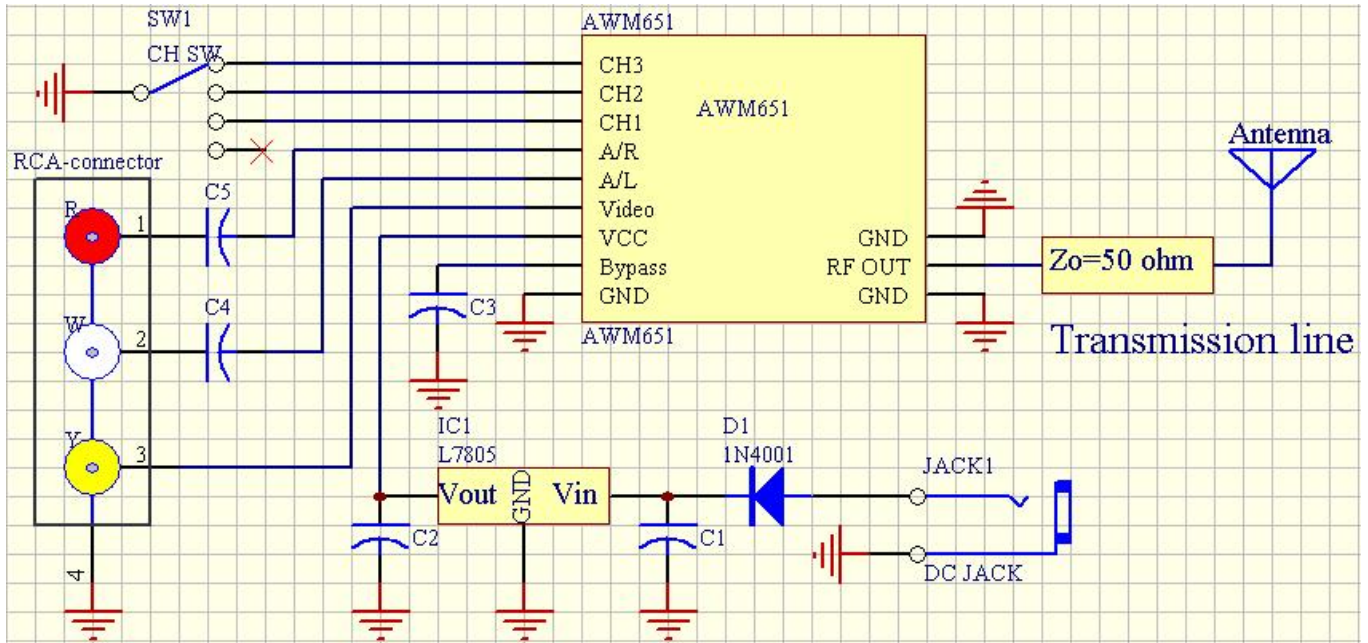 SW1
CH SW
AWM651
CH3
CH2
CH1
A/R
A/L
Video
VCC
Bypass
GND
AWM651
GND
RF OUT
GND
AWM651
Antenna
Zo=50 ohm
Transmission line
RCA-connector
R
1
W
2
Y
3
4
C5
C4
C3
IC1
L7805
Vout
GND
Vin
C2
C1
D1
1N4001
JACK1
DC JACK